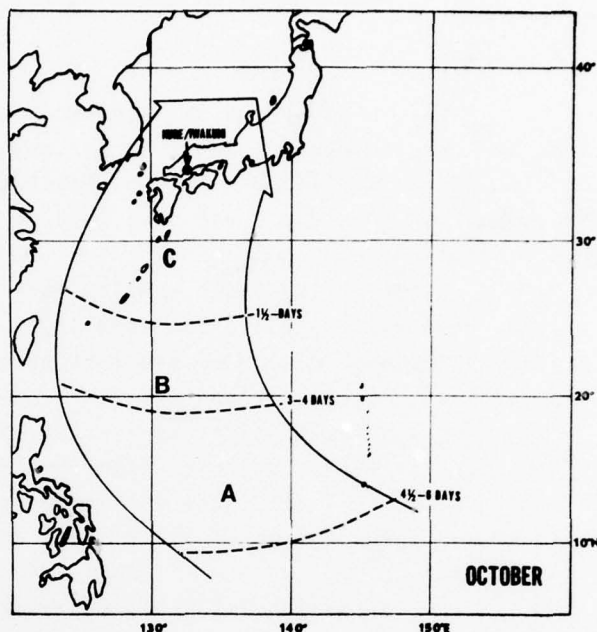 40°
KURE/IWAKUNI
30°
C
1½-DAYS
B
3-4 DAYS
20°
A
4½-6 DAYS
10°N
OCTOBER
130°
140°
150°E